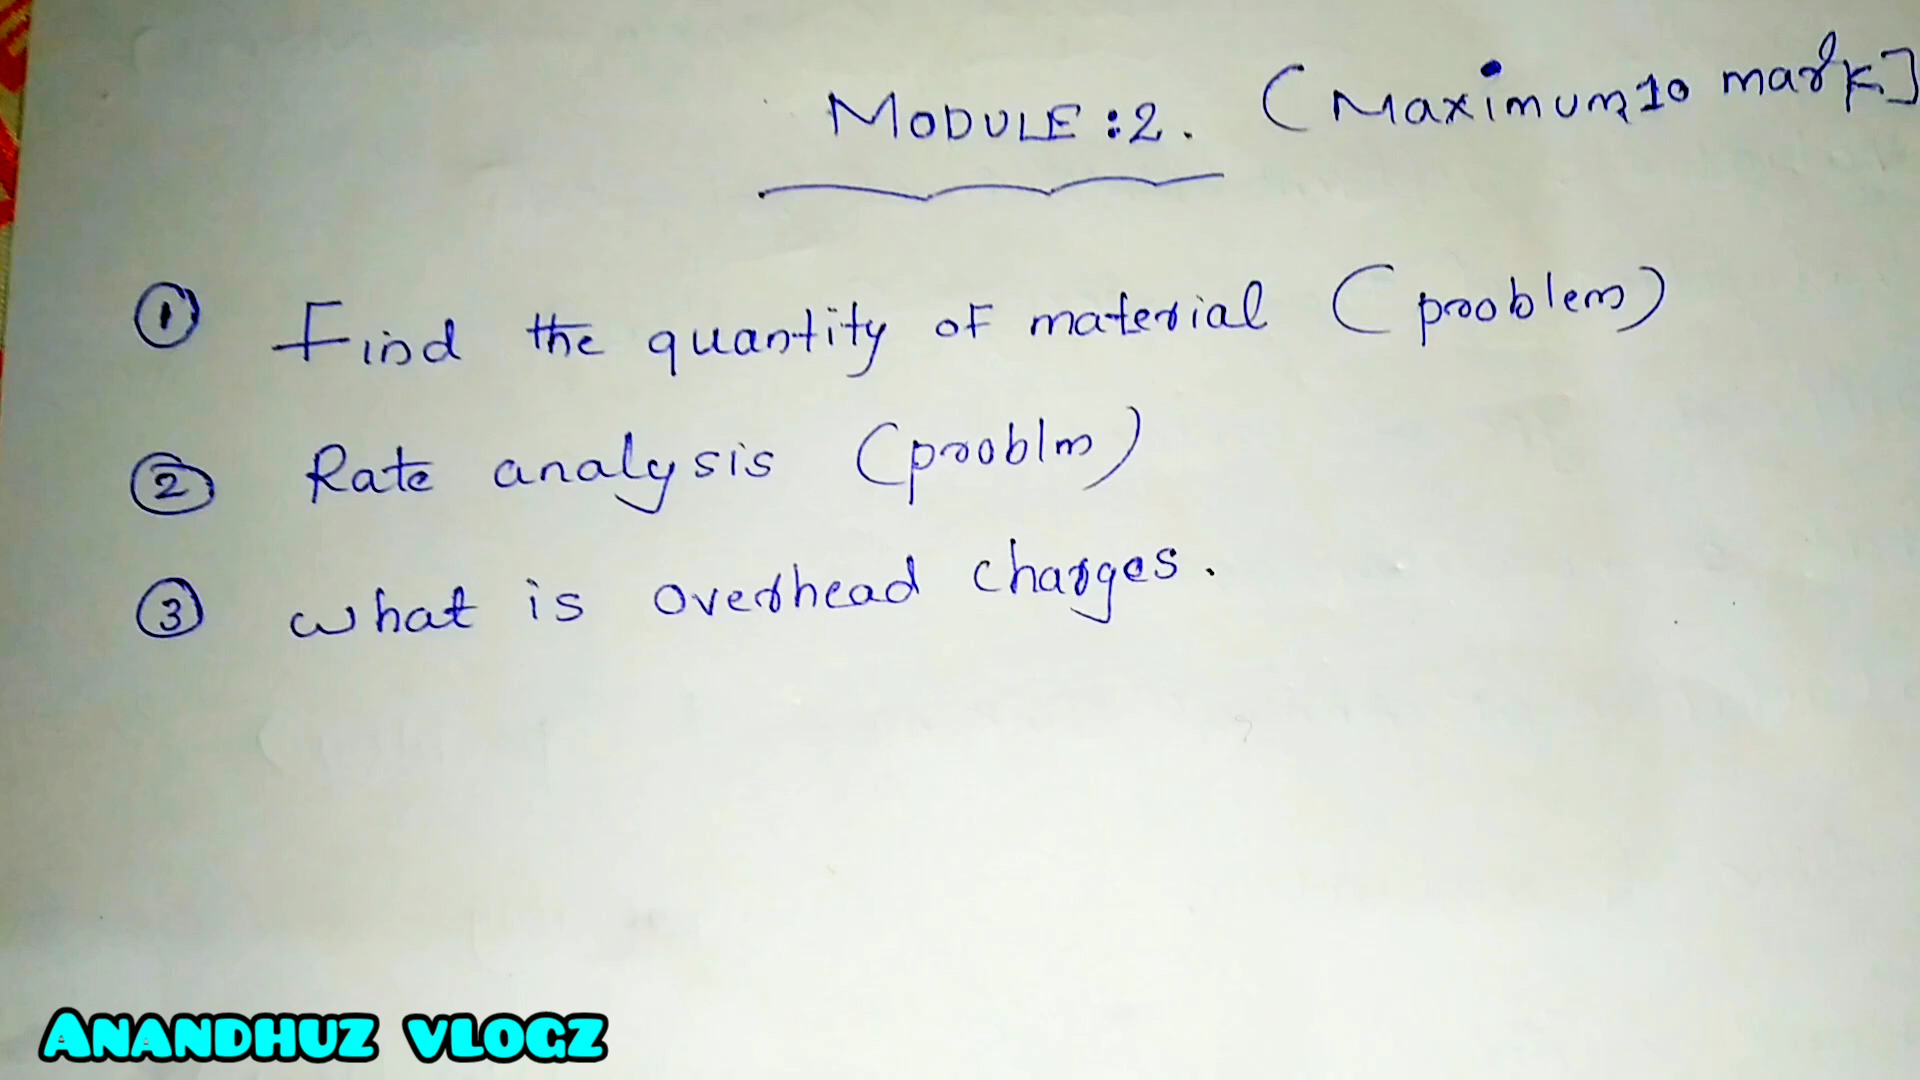 MODULE:2. (Maximum 10 mark]
① Find the quantity of material (problem)
② Rate analysis (problm)
③ what is overhead charges.
ANANDHUZ VLOGZ